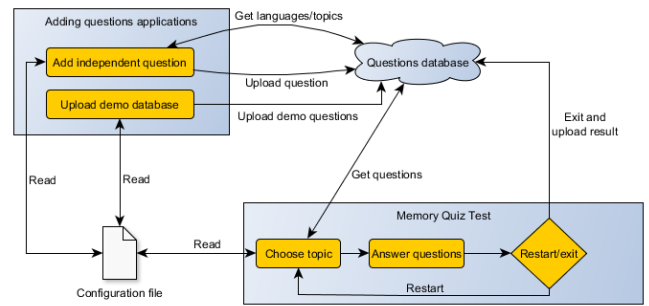 Adding questions applications
Get languages/topics
Add independent question
Questions database
Upload question
Upload demo database
Upload demo questions
Exit and
upload result
Read
Read
Get questions
Memory Quiz Test
Read
Choose topic
Answer questions
Restart/exit
Restart
Configuration file